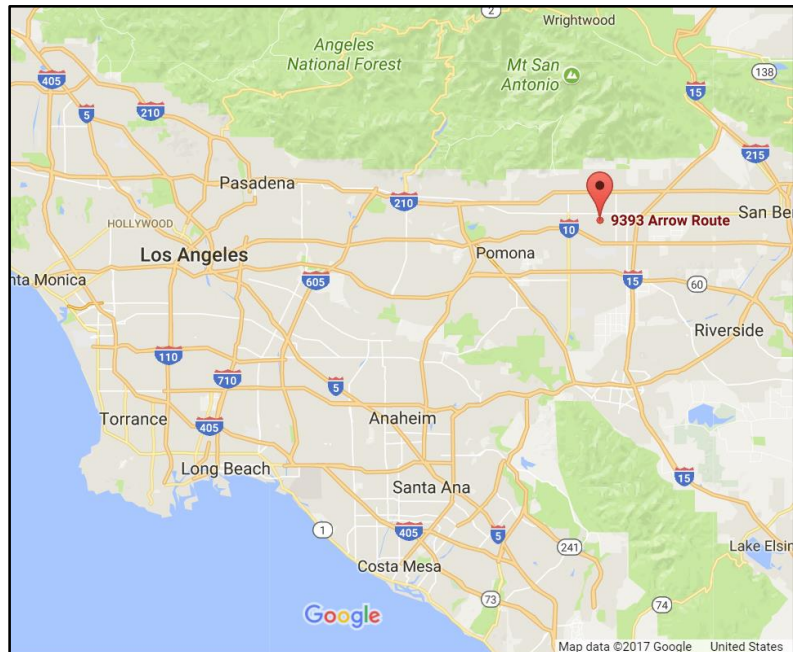 2
Wrightwood
Angeles
National Forest
Mt San
Antonio
405
138
15
5
210
215
Pasadena
210
HOLLYWOOD
9393 Arrow Route
San Be
10
Los Angeles
Pomona
nta Monica
605
15
60
Riverside
110
710
5
Torrance
405
Anaheim
Long Beach
15
Santa Ana
1
405
5
241
Lake Elsin
Costa Mesa
73
74
Google
Map data ©2017 Google United States